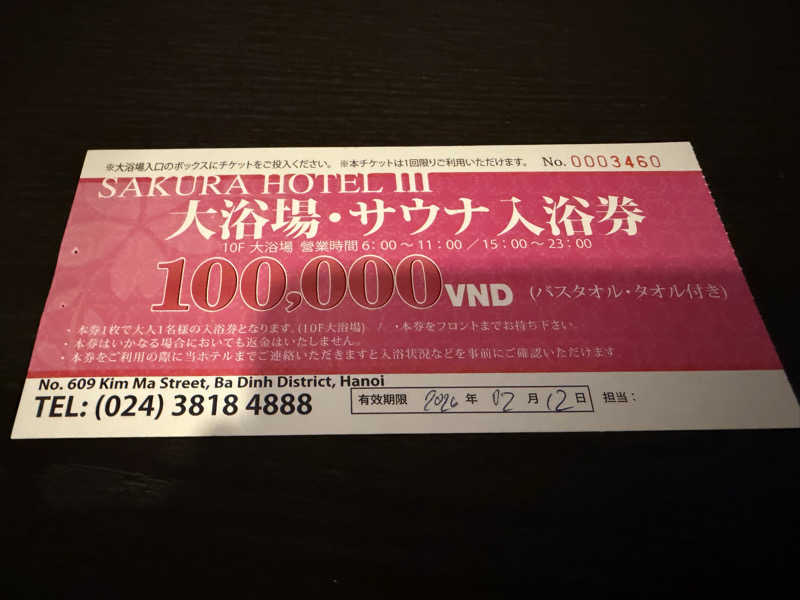 ※大浴場入口のボックスにチケットをご投入ください。 ※本チケットは1回限りご利用いただけます。 No.0003460
SAKURA HOTEL III
大浴場・サウナ入浴券
10F 大浴場 営業時間 6：00～11：00／15：00～23：00
100,000 VND (バスタオル・タオル付き)
・本券1枚で大人1名様の入浴券となります。(10F大浴場) / ・本券をフロントまでお持ち下さい。
・本券はいかなる場合においても返金はいたしません。
・本券をご利用の際に当ホテルまでご連絡いただきますと入浴状況などを事前にご確認いただけます
No. 609 Kim Ma Street, Ba Dinh District, Hanoi
TEL: (024) 3818 4888
有効期限 2026 年 02 月 12 日 担当：